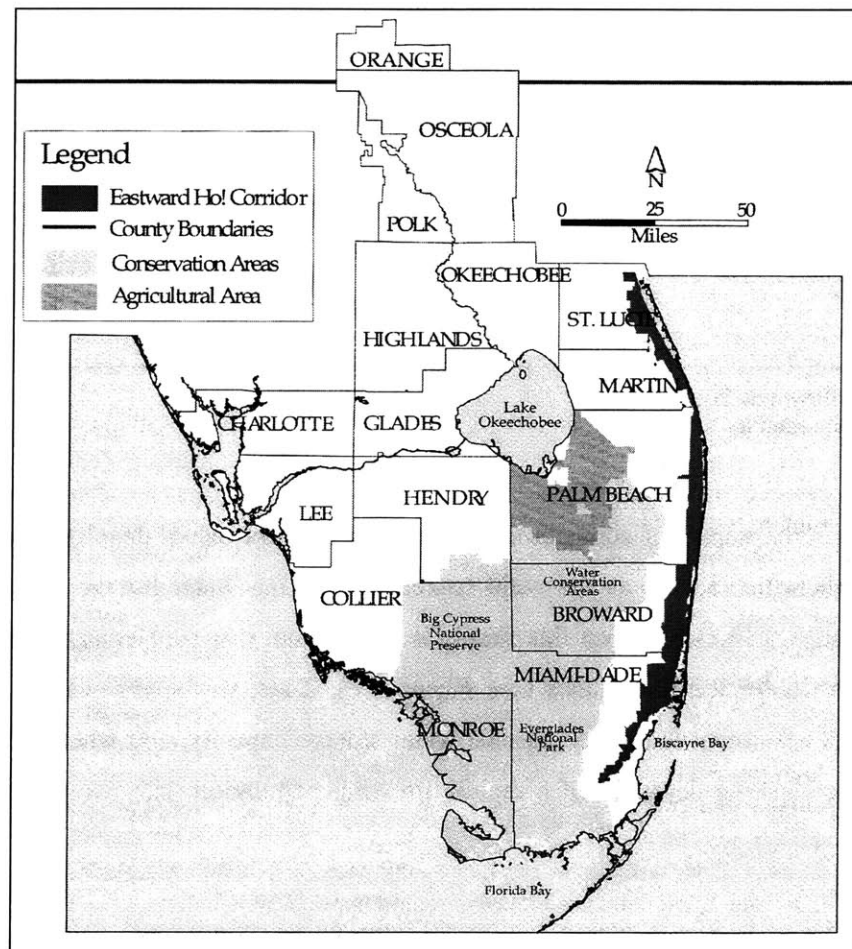 ORANGE
OSCEOLA
Legend
Eastward Ho! Corridor
County Boundaries
Conservation Areas
Agricultural Area
N
0 25 50
Miles
POLK
OKEECHOBEE
ST. LUCIE
HIGHLANDS
MARTIN
CHARLOTTE
GLADES
Lake
Okeechobee
PALM BEACH
HENDRY
LEE
COLLIER
Water
Conservation
Areas
BROWARD
Big Cypress
National
Preserve
MIAMI-DADE
MONROE
Everglades
National
Park
Biscayne Bay
Florida Bay